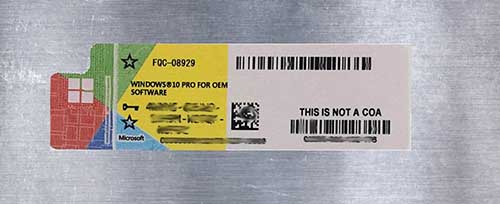 FQC-08929
WINDOWS®10 PRO FOR OEM
SOFTWARE
Microsoft
THIS IS NOT A COA